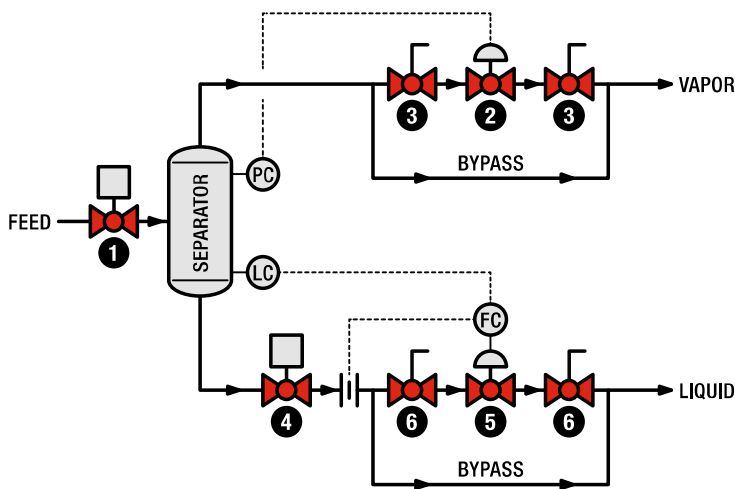 3
2
3
VAPOR
BYPASS
PC
FEED
1
SEPARATOR
LC
FC
4
6
5
6
LIQUID
BYPASS